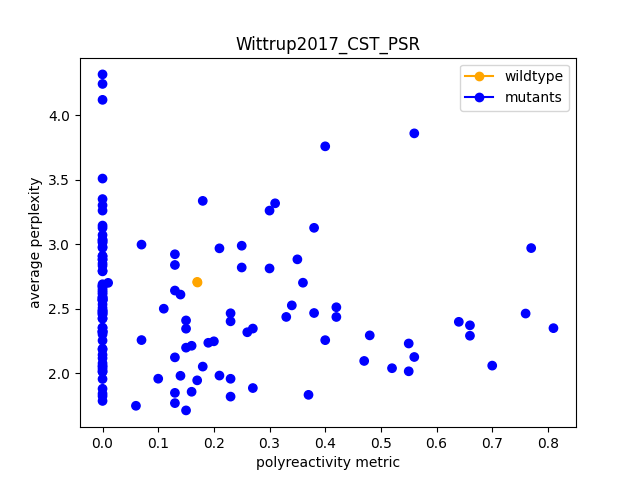 Wittrup2017_CST_PSR
wildtype
mutants
average perplexity
4.0
3.5
3.0
2.5
2.0
0.0 0.1 0.2 0.3 0.4 0.5 0.6 0.7 0.8
polyreactivity metric